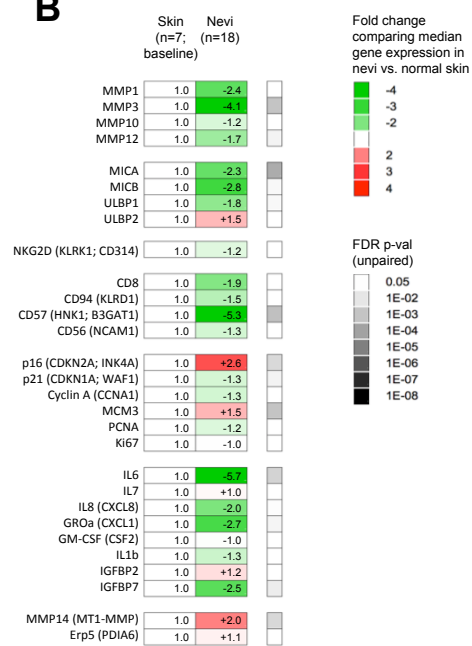 B
Skin Nevi
(n=7; (n=18)
baseline)
MMP1 1.0 -2.4
MMP3 1.0 -4.1
MMP10 1.0 -1.2
MMP12 1.0 -1.7
MICA 1.0 -2.3
MICB 1.0 -2.8
ULBP1 1.0 -1.8
ULBP2 1.0 +1.5
NKG2D (KLRK1; CD314) 1.0 -1.2
CD8 1.0 -1.9
CD94 (KLRD1) 1.0 -1.5
CD57 (HNK1; B3GAT1) 1.0 -5.3
CD56 (NCAM1) 1.0 -1.3
p16 (CDKN2A; INK4A) 1.0 +2.6
p21 (CDKN1A; WAF1) 1.0 -1.3
Cyclin A (CCNA1) 1.0 -1.3
MCM3 1.0 +1.5
PCNA 1.0 -1.2
Ki67 1.0 -1.0
IL6 1.0 -5.7
IL7 1.0 +1.0
IL8 (CXCL8) 1.0 -2.0
GROa (CXCL1) 1.0 -2.7
GM-CSF (CSF2) 1.0 -1.0
IL1b 1.0 -1.3
IGFBP2 1.0 +1.2
IGFBP7 1.0 -2.5
MMP14 (MT1-MMP) 1.0 +2.0
Erp5 (PDIA6) 1.0 +1.1
Fold change
comparing median
gene expression in
nevi vs. normal skin
-4
-3
-2
2
3
4
FDR p-val
(unpaired)
0.05
1E-02
1E-03
1E-04
1E-05
1E-06
1E-07
1E-08